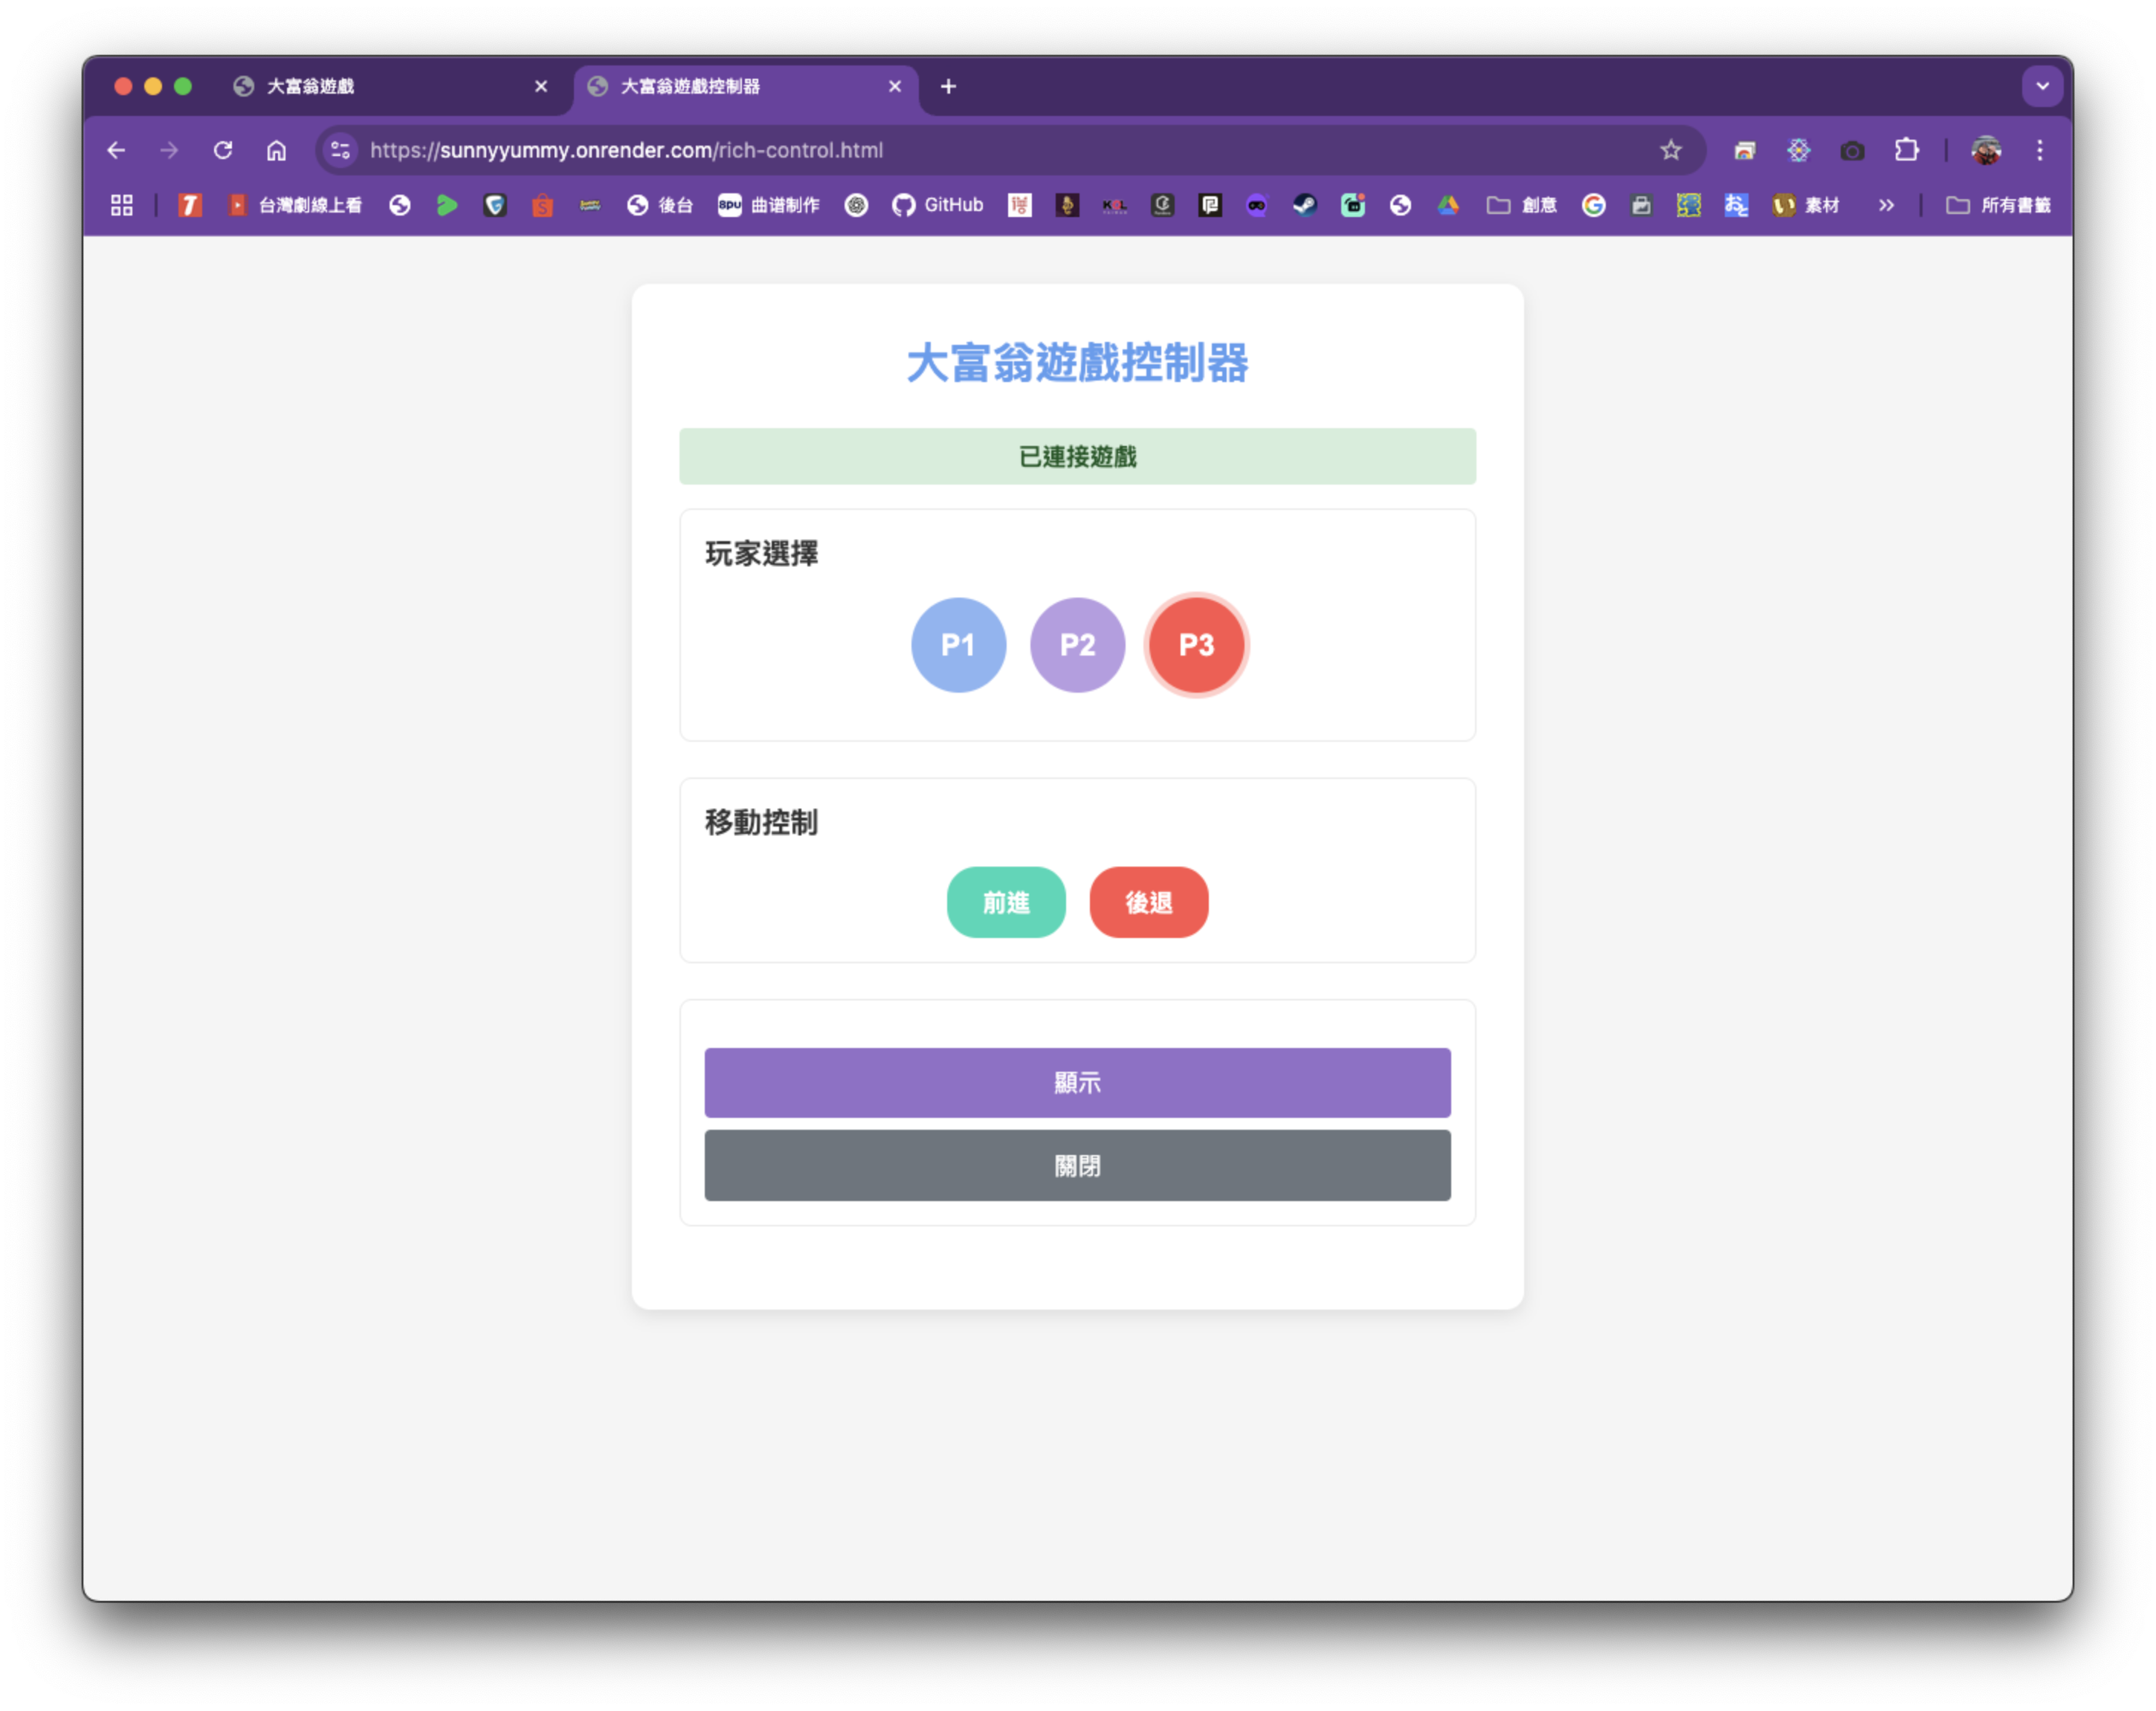 大富翁遊戲
大富翁遊戲控制器
https://sunnyyummy.onrender.com/rich-control.html
台灣劇線上看
後台
8PU 曲谱制作
GitHub
創意
素材
所有書籤
大富翁遊戲控制器
已連接遊戲
玩家選擇
P1 P2 P3
移動控制
前進 後退
顯示
關閉